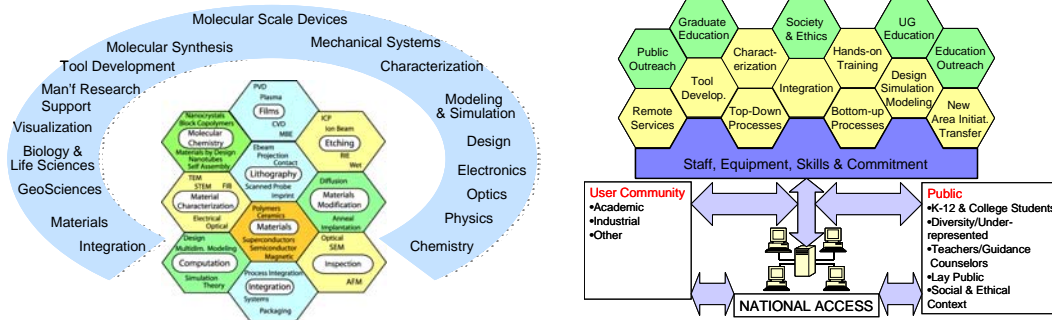 Molecular Scale Devices
Molecular Synthesis
Mechanical Systems
Tool Development
Characterization
Man'f Research
Support
Modeling
& Simulation
Visualization
Design
Biology &
Life Sciences
Electronics
GeoSciences
Optics
Materials
Physics
Integration
Chemistry
PVD
Plasma
Films
CVD
MBE
Nanocrystals
Block Copolymers
Molecular
Chemistry
Materials by Design
Nanotubes
Self Assembly
ICP
Ion Beam
Etching
RIE
Wet
Ebeam
Projection
Contact
Lithography
Scanned Probe
Imprint
TEM
STEM
FIB
Material
Characterization
Electrical
Optical
Diffusion
Materials
Modification
Anneal
Implantation
Polymers
Ceramics
Materials
Superconductors
Semiconductor
Magnetic
Design
Multidim. Modeling
Computation
Simulation
Theory
Optical
SEM
Inspection
AFM
Process Integration
Integration
Systems
Packaging
Graduate
Education
Society
& Ethics
UG
Education
Public
Outreach
Charact-
erization
Hands-on
Training
Education
Outreach
Tool
Develop.
Integration
Design
Simulation
Modeling
Remote
Services
Top-Down
Processes
Bottom-up
Processes
New
Area Initiat.
Transfer
Staff, Equipment, Skills & Commitment
User Community
•Academic
•Industrial
•Other
Public
•K-12 & College Students
•Diversity/Under-
represented
•Teachers/Guidance
Counselors
•Lay Public
•Social & Ethical
Context
NATIONAL ACCESS